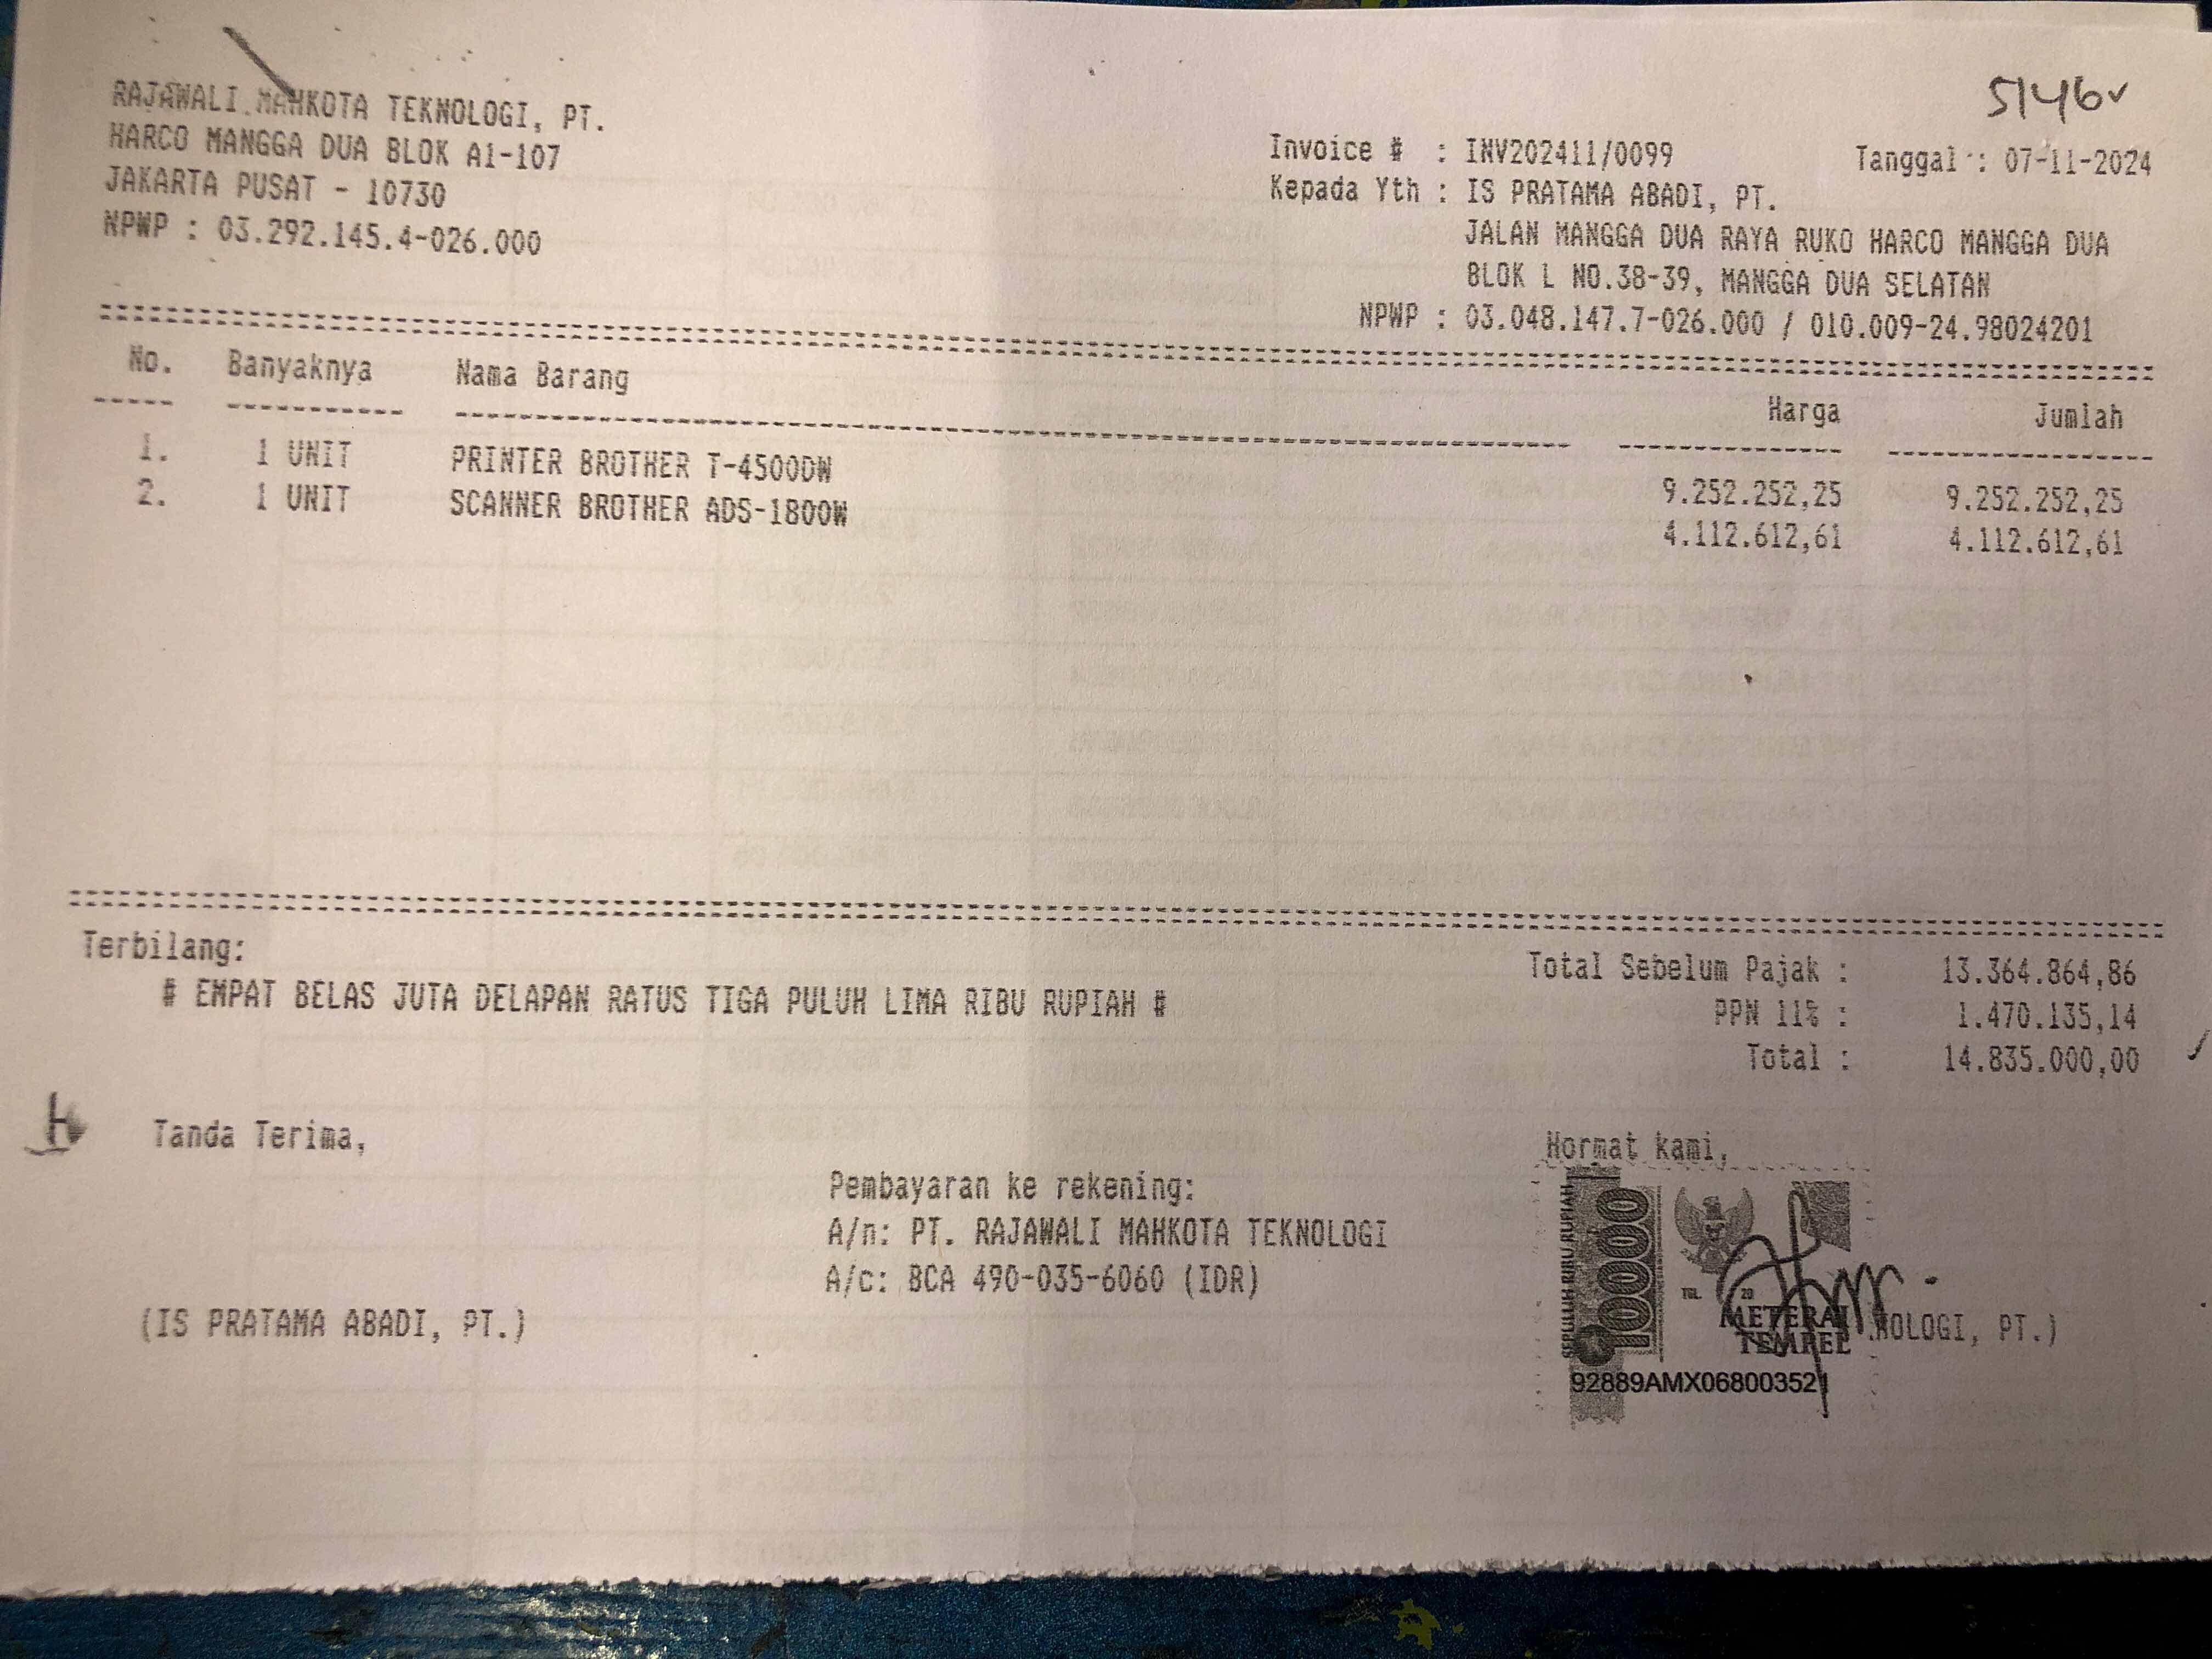 5146
RAJAWALI MAHKOTA TEKNOLOGI, PT.
HARCO MANGGA DUA BLOK A1-107
JAKARTA PUSAT - 10730
NPWP : 03.292.145.4-026.000
Invoice # : INV202411/0099 Tanggal : 07-11-2024
Kepada Yth : IS PRATAMA ABADI, PT.
JALAN MANGGA DUA RAYA RUKO HARCO MANGGA DUA
BLOK L NO.38-39, MANGGA DUA SELATAN
NPWP : 03.048.147.7-026.000 / 010.009-24.98024201
No. Banyaknya Nama Barang Harga Jumlah
1. 1 UNIT PRINTER BROTHER T-4500DW 9.252.252,25 9.252.252,25
2. 1 UNIT SCANNER BROTHER ADS-1800W 4.112.612,61 4.112.612,61
Terbilang:
# EMPAT BELAS JUTA DELAPAN RATUS TIGA PULUH LIMA RIBU RUPIAH #
Total Sebelum Pajak : 13.364.864,86
PPN 11% : 1.470.135,14
Total : 14.835.000,00
Tanda Terima,
(IS PRATAMA ABADI, PT.)
Pembayaran ke rekening:
A/n: PT. RAJAWALI MAHKOTA TEKNOLOGI
A/c: BCA 490-035-6060 (IDR)
Hormat kami,
SEPULUH RIBU RUPIAH
10000
TGL. 20
METERAI
TEMPEL
NOLOGI, PT.)
92889AMX068003521